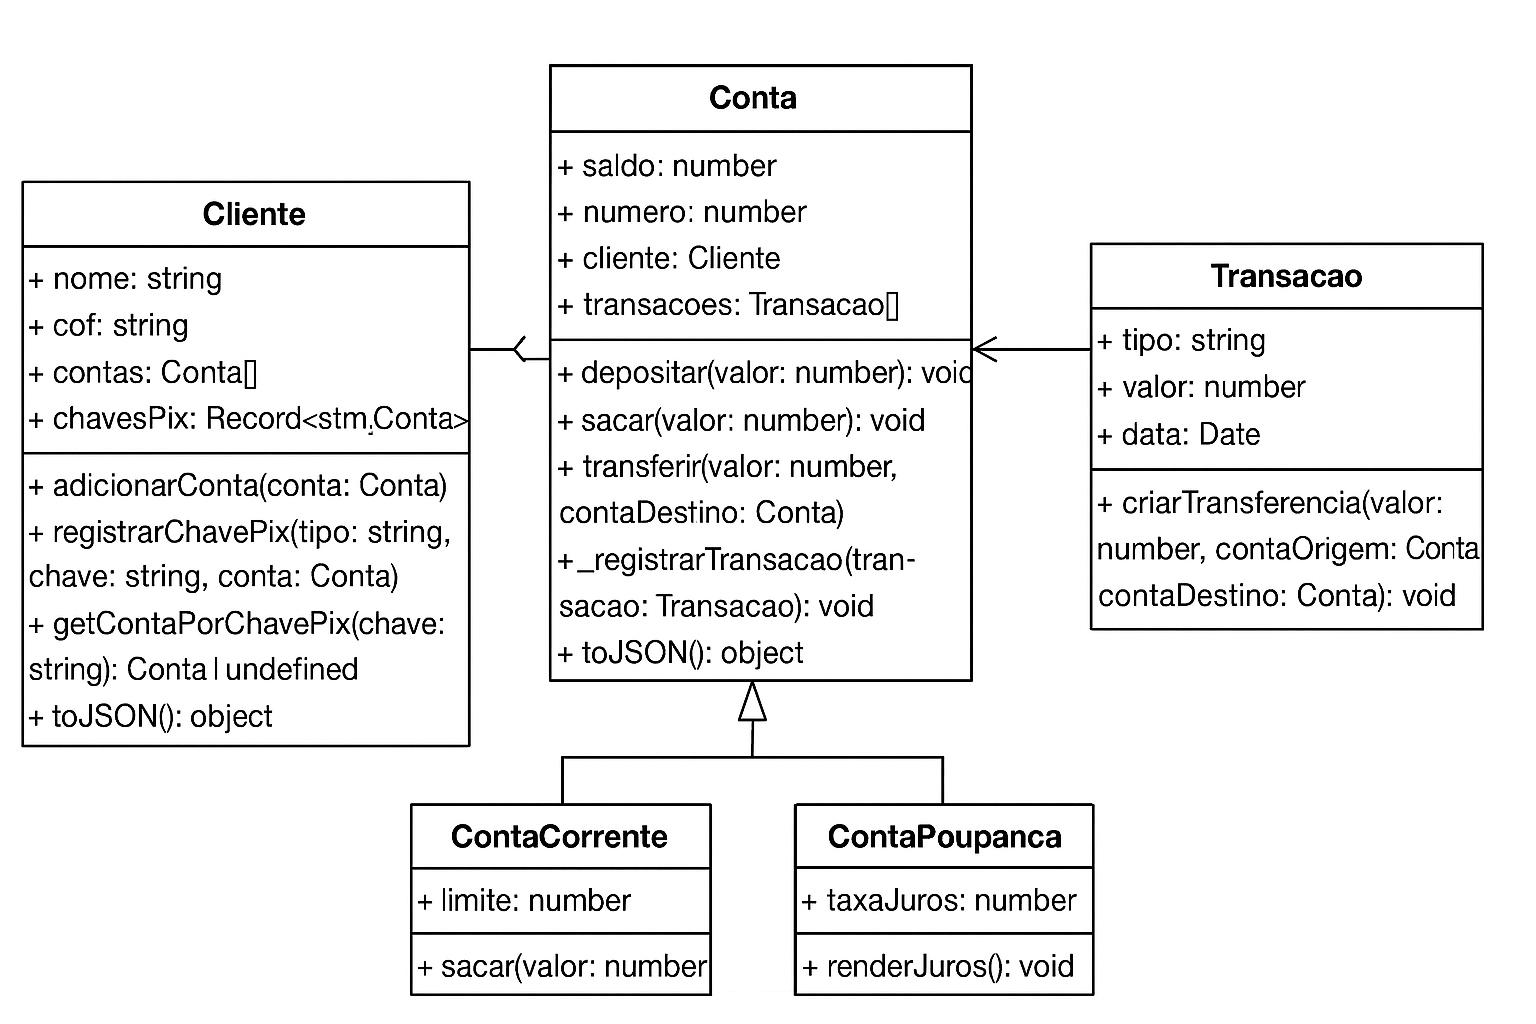 Conta
+ saldo: number
+ numero: number
+ cliente: Cliente
+ transacoes: Transacao[]
+ depositar(valor: number): void
+ sacar(valor: number): void
+ transferir(valor: number,
contaDestino: Conta)
+_registrarTransacao(tran-
sacao: Transacao): void
+ toJSON(): object
Cliente
+ nome: string
+ cof: string
+ contas: Conta[]
+ chavesPix: Record<stm,Conta>
+ adicionarConta(conta: Conta)
+ registrarChavePix(tipo: string,
chave: string, conta: Conta)
+ getContaPorChavePix(chave:
string): Conta | undefined
+ toJSON(): object
Transacao
+ tipo: string
+ valor: number
+ data: Date
+ criarTransferencia(valor:
number, contaOrigem: Conta
contaDestino: Conta): void
ContaCorrente
+ limite: number
+ sacar(valor: number
ContaPoupanca
+ taxaJuros: number
+ renderJuros(): void